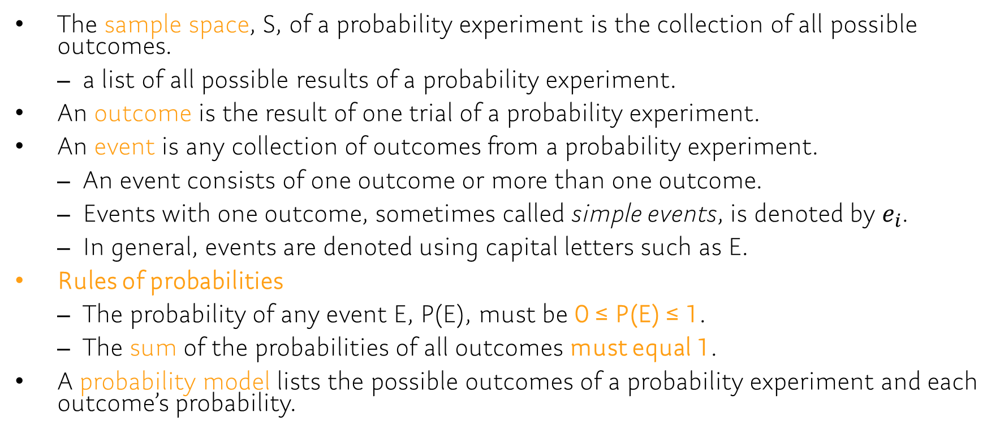 • The sample space, S, of a probability experiment is the collection of all possible
outcomes.
– a list of all possible results of a probability experiment.
• An outcome is the result of one trial of a probability experiment.
• An event is any collection of outcomes from a probability experiment.
– An event consists of one outcome or more than one outcome.
– Events with one outcome, sometimes called simple events, is denoted by eᵢ.
– In general, events are denoted using capital letters such as E.
• Rules of probabilities
– The probability of any event E, P(E), must be 0 ≤ P(E) ≤ 1.
– The sum of the probabilities of all outcomes must equal 1.
• A probability model lists the possible outcomes of a probability experiment and each
outcome’s probability.